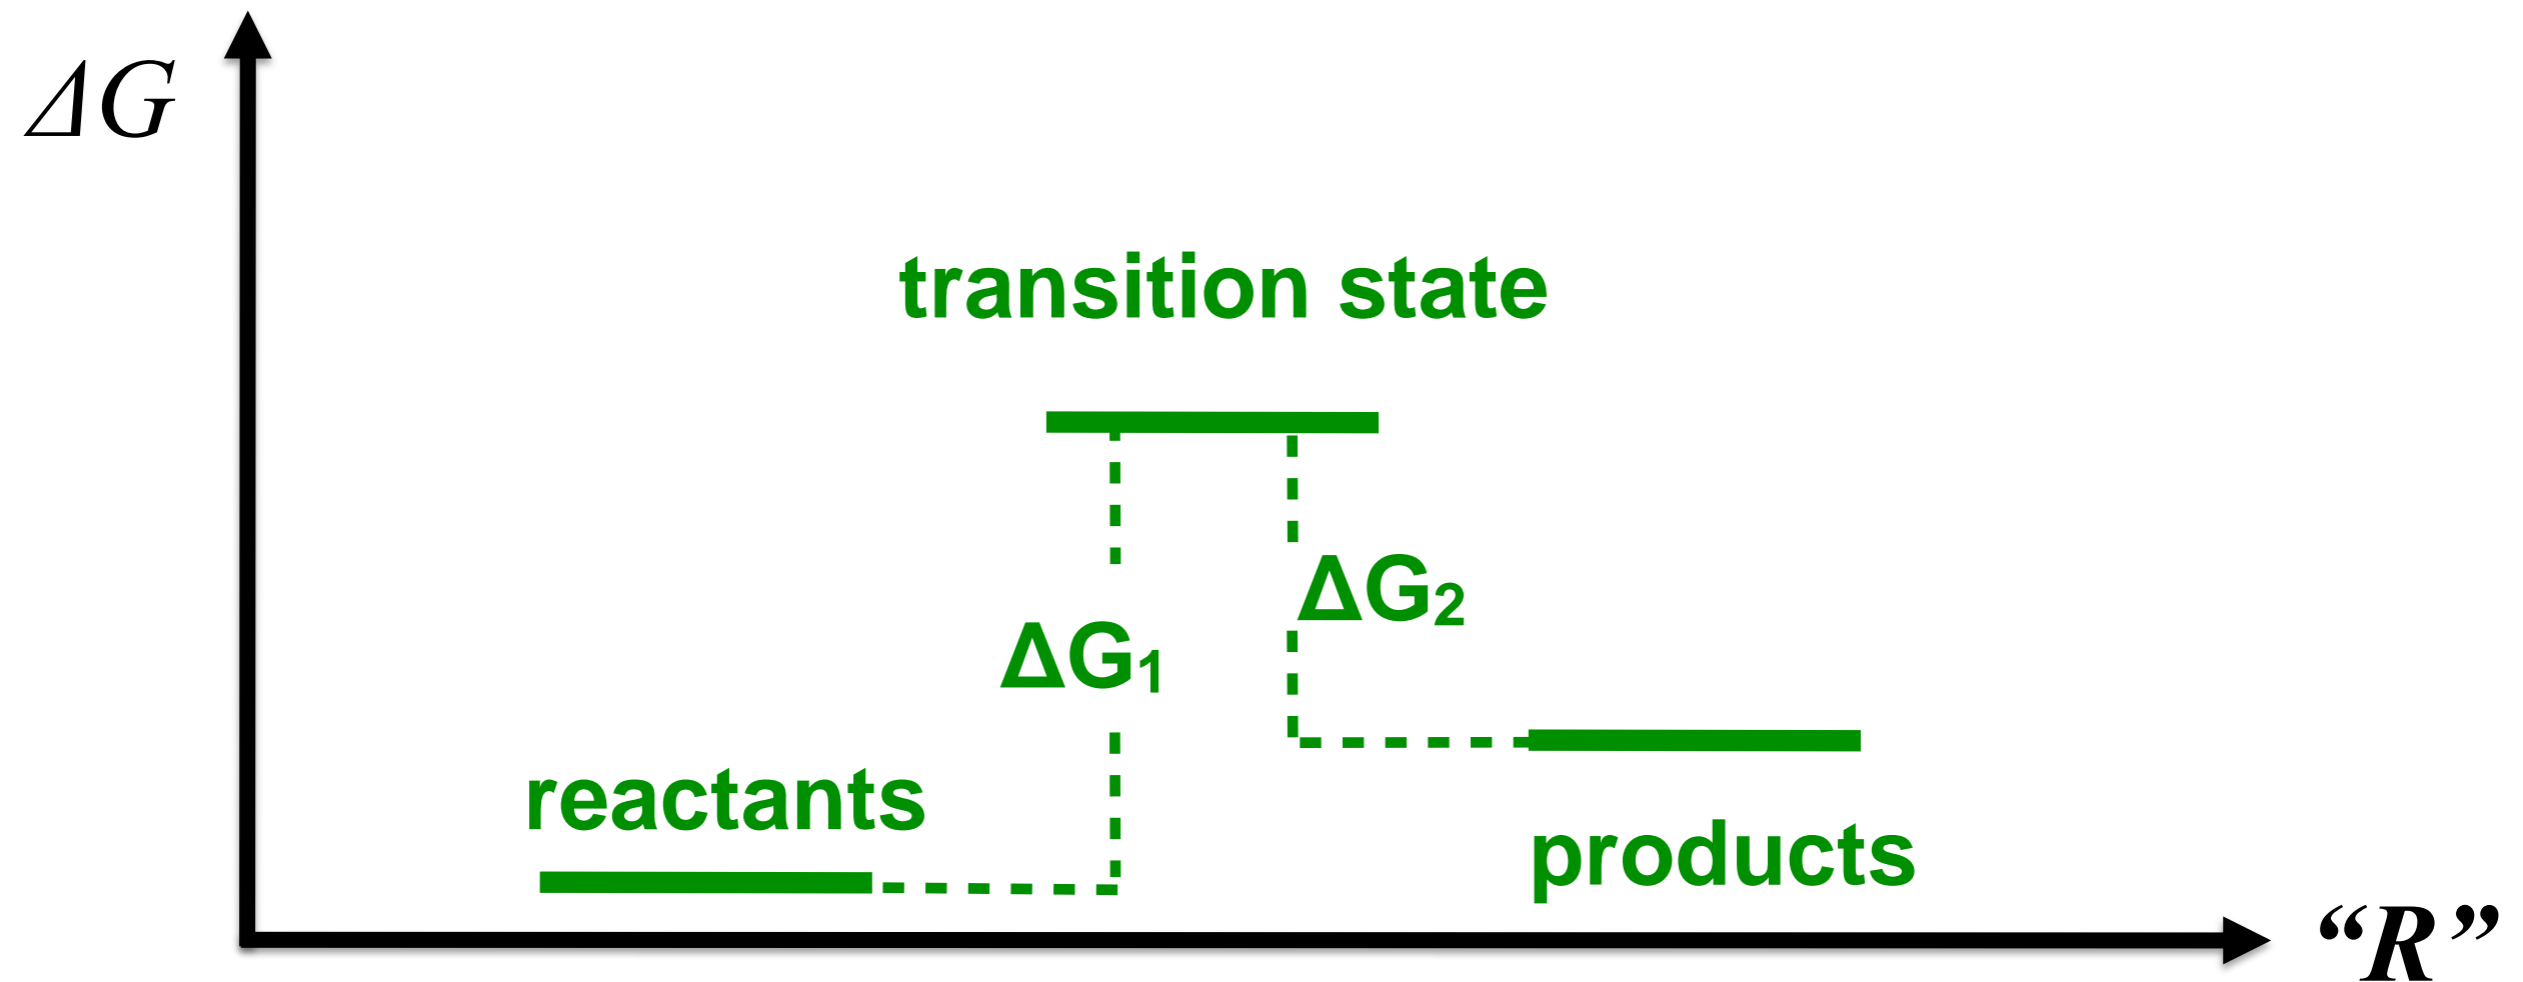 ΔG
transition state
ΔG₂
ΔG₁
reactants
products
“R”